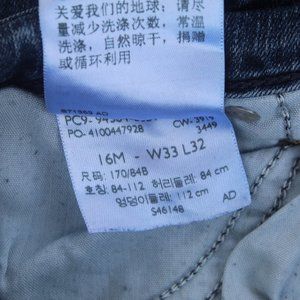 关爱我们的地球: 请尽
量减少洗涤次数, 常温
洗涤, 自然晾干, 捐赠
或循环利用
PO- 4100447928 3449
16M - W33 L32
尺码: 170/84B
호칭: 84-112 허리둘레: 84 cm
엉덩이둘레: 112 cm
S46148 AD